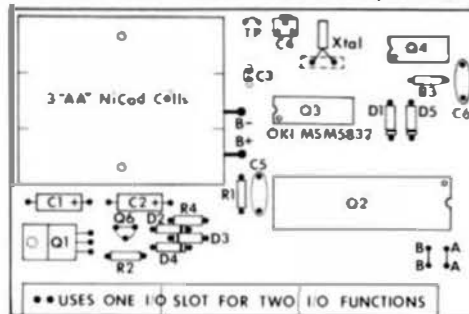 TP
C4
Xtal
Q4
3 "AA" NiCad Cells
C3
B3
C6
B-
Q3
D1
D5
B+
OKI MSM5832
C5
R1
C1 +
C2 +
R4
Q2
Q6
D2
Q1
D3
D4
R2
B A
B A
•• USES ONE I/O SLOT FOR TWO I/O FUNCTIONS